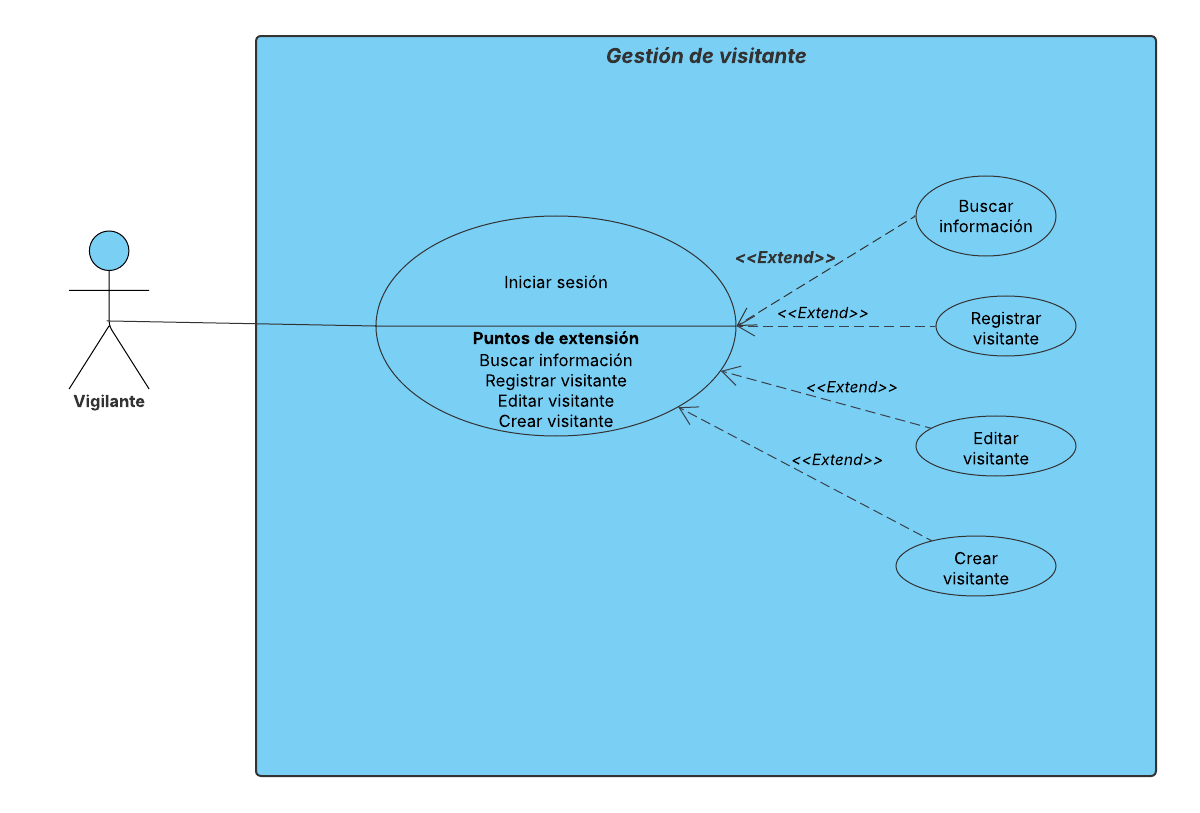 Gestión de visitante
Vigilante
Iniciar sesión
Puntos de extensión
Buscar información
Registrar visitante
Editar visitante
Crear visitante
<<Extend>>
<<Extend>>
<<Extend>>
<<Extend>>
Buscar
información
Registrar
visitante
Editar
visitante
Crear
visitante